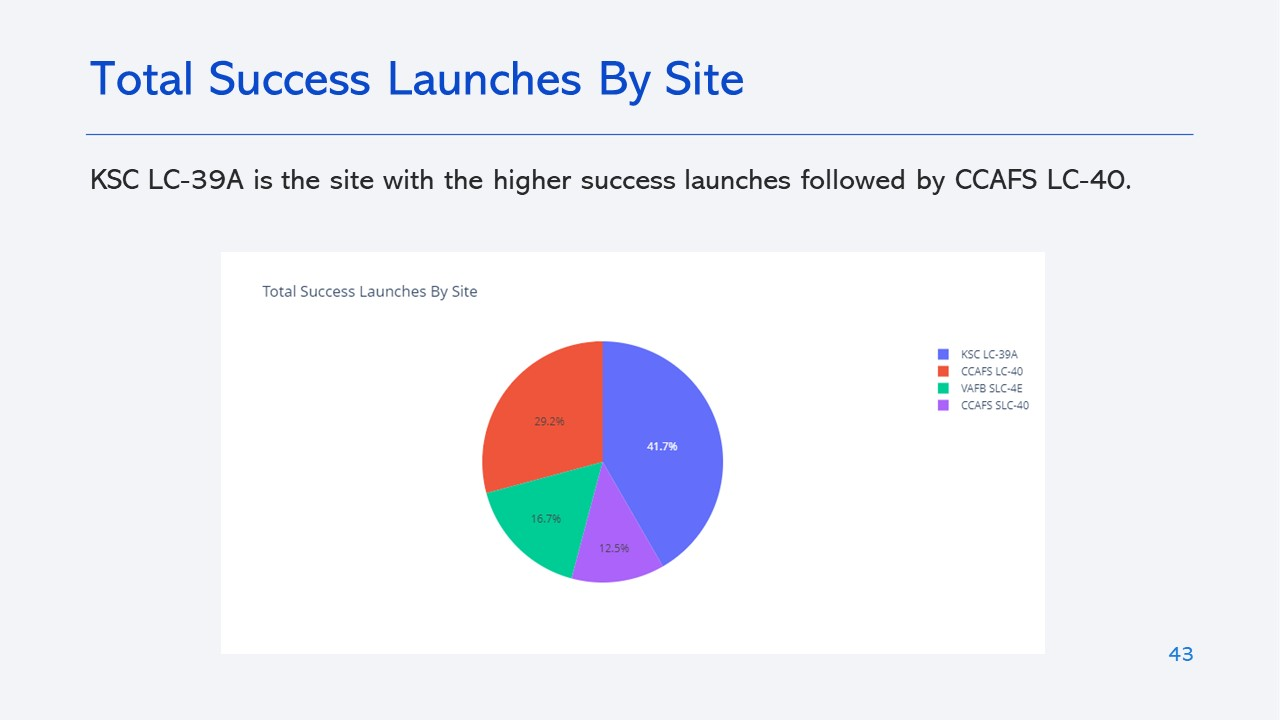 Total Success Launches By Site
KSC LC-39A is the site with the higher success launches followed by CCAFS LC-40.
Total Success Launches By Site
KSC LC-39A
CCAFS LC-40
VAFB SLC-4E
CCAFS SLC-40
29.2%
41.7%
16.7%
12.5%
43